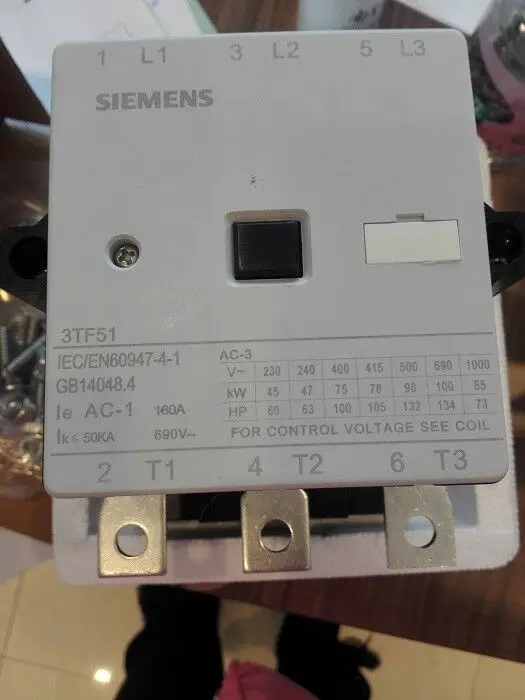 1 L1 3 L2 5 L3
SIEMENS
3TF51
IEC/EN60947-4-1
GB14048.4
Ie AC-1 160A
Ik≤ 50KA 690V~
AC-3
V~ 230 240 400 415 500 690 1000
kW 45 47 75 78 90 100 55
HP 60 63 100 105 132 134 73
FOR CONTROL VOLTAGE SEE COIL
2 T1 4 T2 6 T3